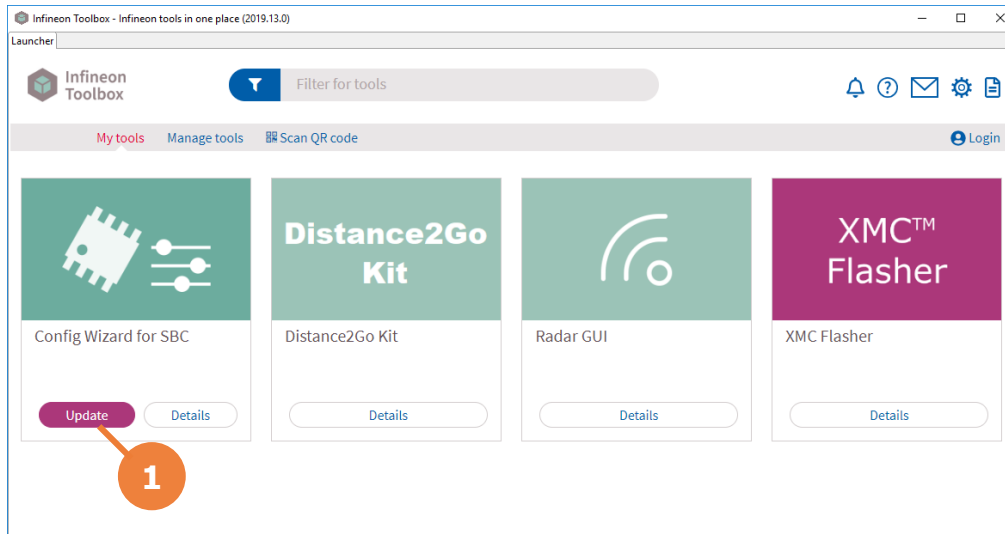 Infineon Toolbox - Infineon tools in one place (2019.13.0)
Launcher
Infineon
Toolbox
Filter for tools
My tools Manage tools Scan QR code Login
Distance2Go
Kit
XMC™
Flasher
Config Wizard for SBC Distance2Go Kit Radar GUI XMC Flasher
Update Details Details Details Details
1